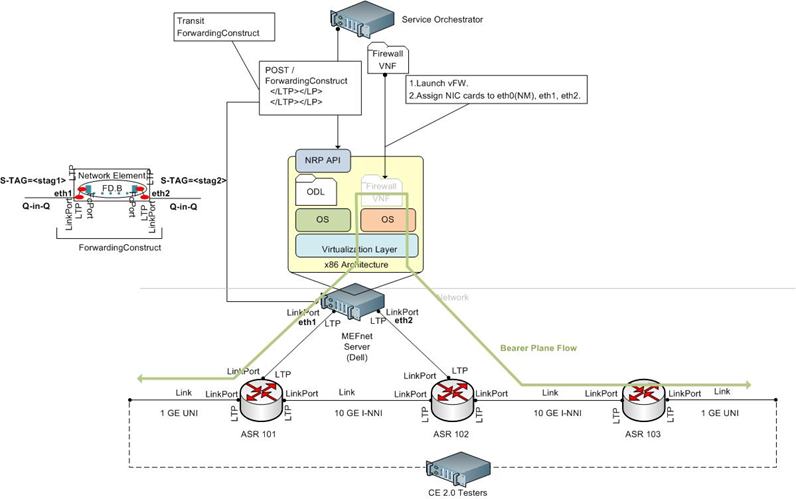 Transit
ForwardingConstruct
Service Orchestrator
Firewall
VNF
POST /
ForwardingConstruct
</LTP></LP>
</LTP></LP>
1.Launch vFW.
2.Assign NIC cards to eth0(NM), eth1, eth2.
NRP API
ODL
Firewall
VNF
OS
OS
Virtualization Layer
x86 Architecture
S-TAG=<stag1>
LTP
Network Element
LTP
S-TAG=<stag2>
FD.B
eth1
eth2
Q-in-Q
LinkPort
LTP
LTP
LinkPort
Q-in-Q
ForwardingConstruct
Network
LinkPort
eth1
LTP
LTP
LinkPort
eth2
MEFnet
Server
(Dell)
Bearer Plane Flow
LinkPort
LTP
LinkPort
LTP
Link
LinkPort
LinkPort
Link
LinkPort
LinkPort
Link
LinkPort
LinkPort
Link
1 GE UNI
LTP
LTP
10 GE I-NNI
LTP
LTP
10 GE I-NNI
LTP
LTP
1 GE UNI
ASR 101
ASR 102
ASR 103
CE 2.0 Testers